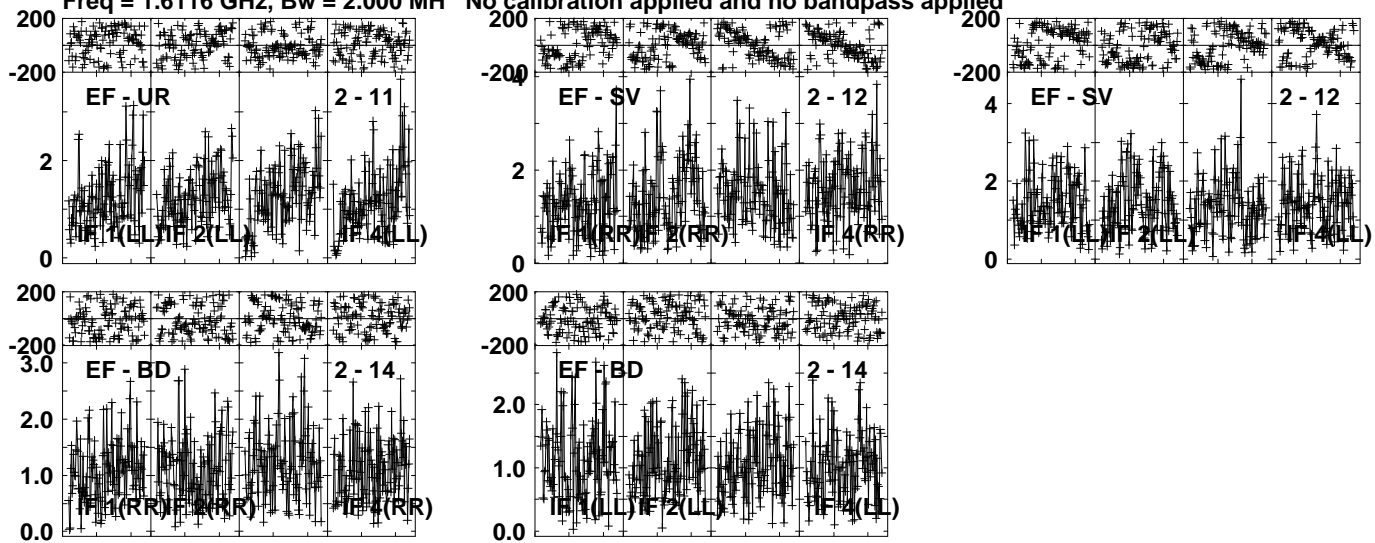 Freq = 1.6116 GHz, Bw = 2.000 MH No calibration applied and no bandpass applied
200
-200
EF - UR
2 - 11
2
0
IF 1(LL)
IF 2(LL)
IF 4(LL)
200
-200
4
EF - SV
2 - 12
2
0
IF 1(RR)
IF 2(RR)
IF 4(RR)
200
-200
4
EF - SV
2 - 12
2
0
IF 1(LL)
IF 2(LL)
IF 4(LL)
200
-200
3.0
EF - BD
2 - 14
2.0
1.0
0.0
IF 1(RR)
IF 2(RR)
IF 4(RR)
200
-200
EF - BD
2 - 14
2.0
1.0
0.0
IF 1(LL)
IF 2(LL)
IF 4(LL)